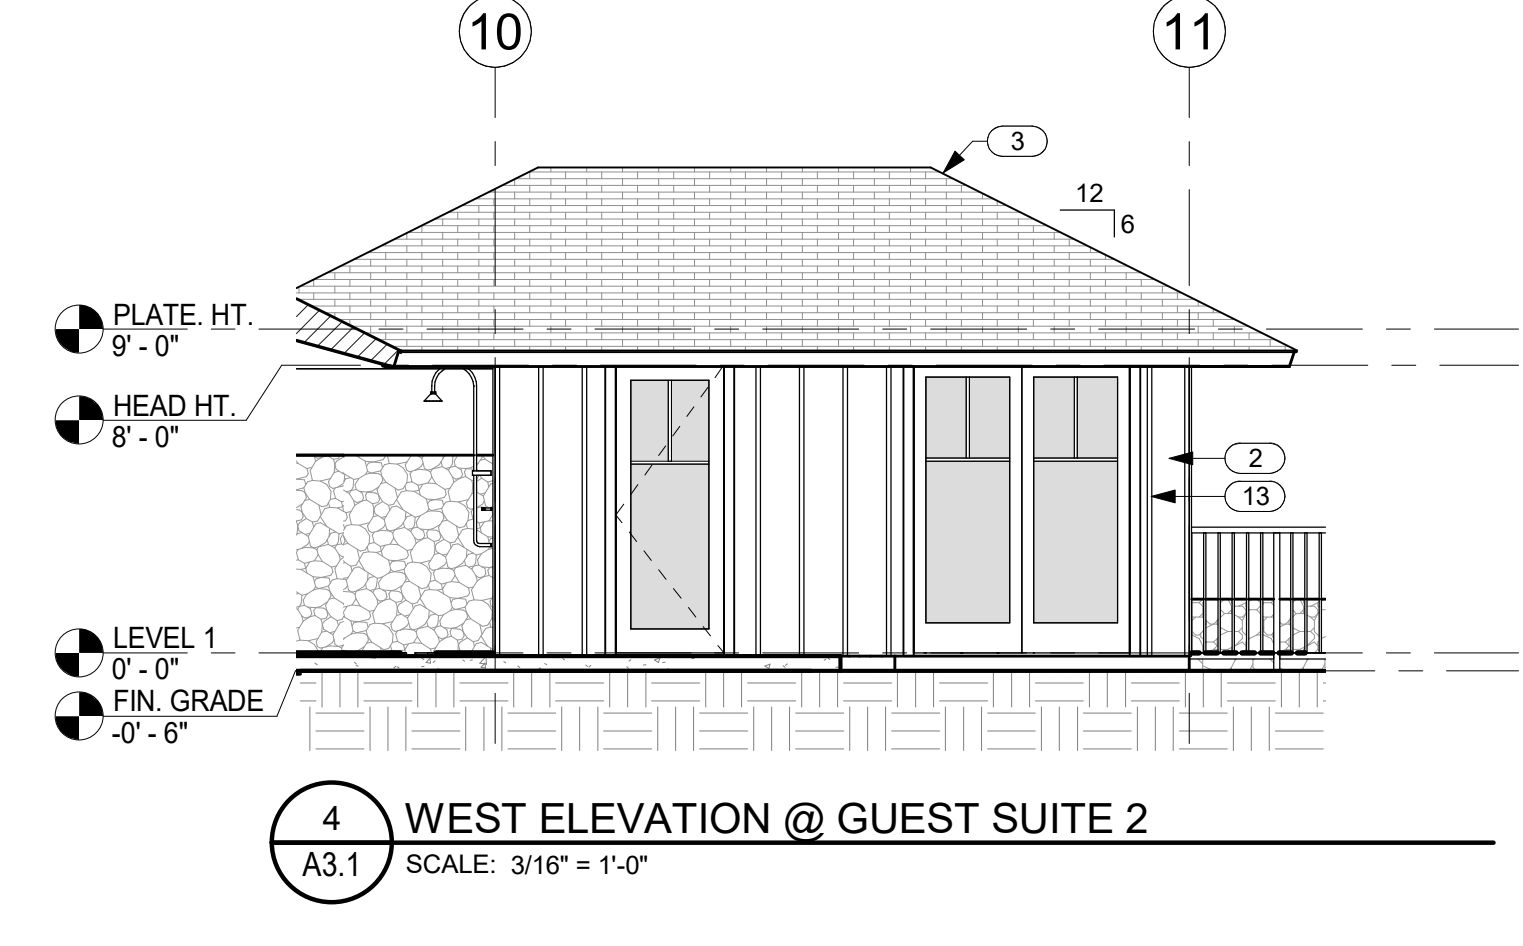 10
11
3
12
6
PLATE. HT.
9' - 0"
HEAD HT.
8' - 0"
2
13
LEVEL 1
0' - 0"
FIN. GRADE
-0' - 6"
4
WEST ELEVATION @ GUEST SUITE 2
A3.1
SCALE: 3/16" = 1'-0"